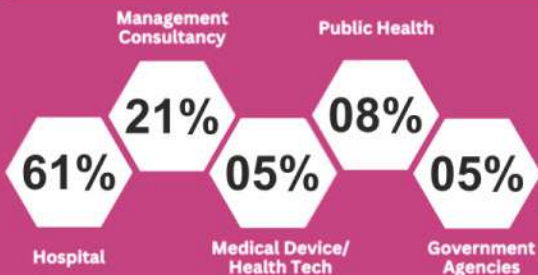 Management
Consultancy
Public Health
21%
08%
61%
05%
05%
Hospital
Medical Device/
Health Tech
Government
Agencies